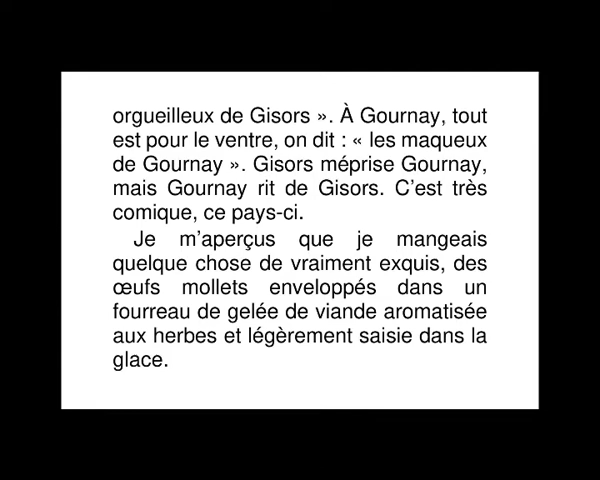 orgueilleux de Gisors ». À Gournay, tout
est pour le ventre, on dit : « les maqueux
de Gournay ». Gisors méprise Gournay,
mais Gournay rit de Gisors. C’est très
comique, ce pays-ci.
Je m’aperçus que je mangeais
quelque chose de vraiment exquis, des
œufs mollets enveloppés dans un
fourreau de gelée de viande aromatisée
aux herbes et légèrement saisie dans la
glace.